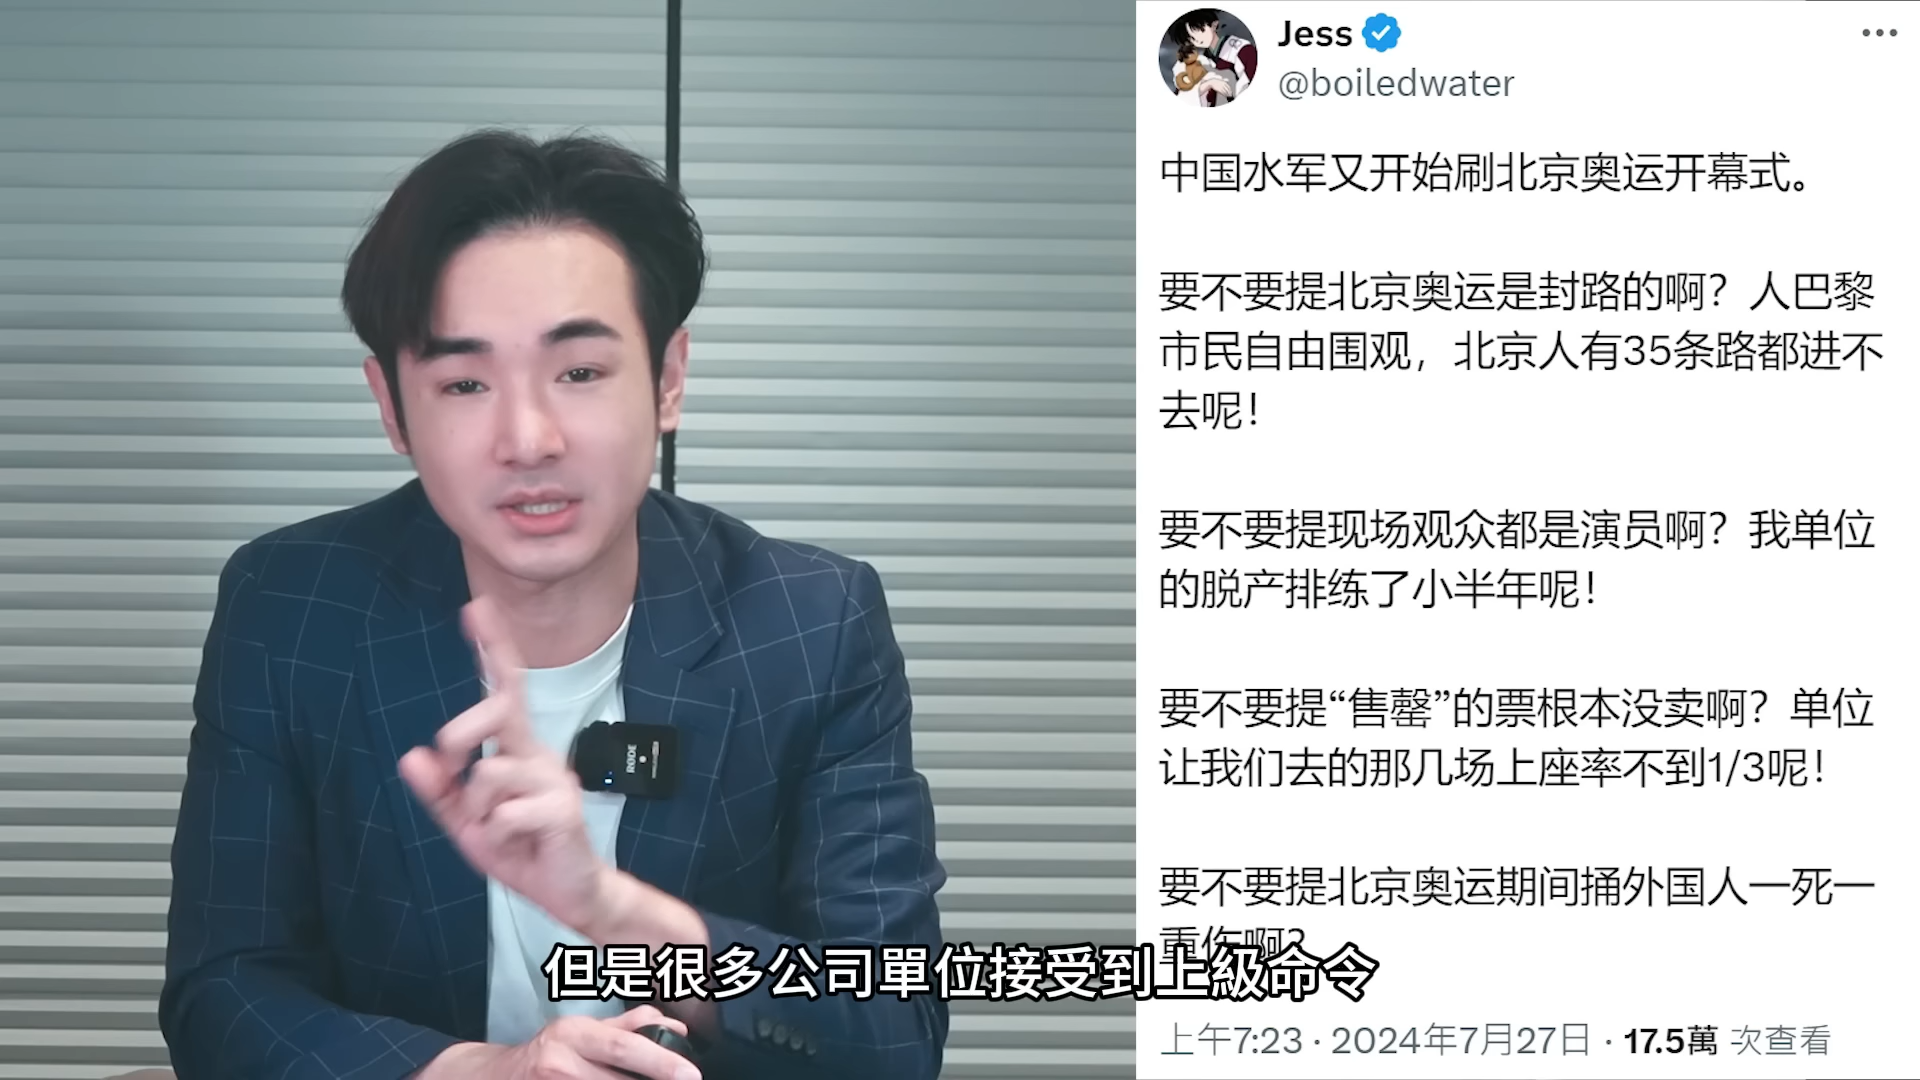 Jess
@boiledwater
中国水军又开始刷北京奥运开幕式。
要不要提北京奥运是封路的啊？人巴黎
市民自由围观，北京人有35条路都进不
去呢！
要不要提现场观众都是演员啊？我单位
的脱产排练了小半年呢！
要不要提“售罄”的票根本没卖啊？单位
让我们去的那几场上座率不到1/3呢！
要不要提北京奥运期间捅外国人一死一
重伤啊？
上午7:23 · 2024年7月27日 · 17.5萬 次查看
RODE
但是很多公司單位接受到上級命令